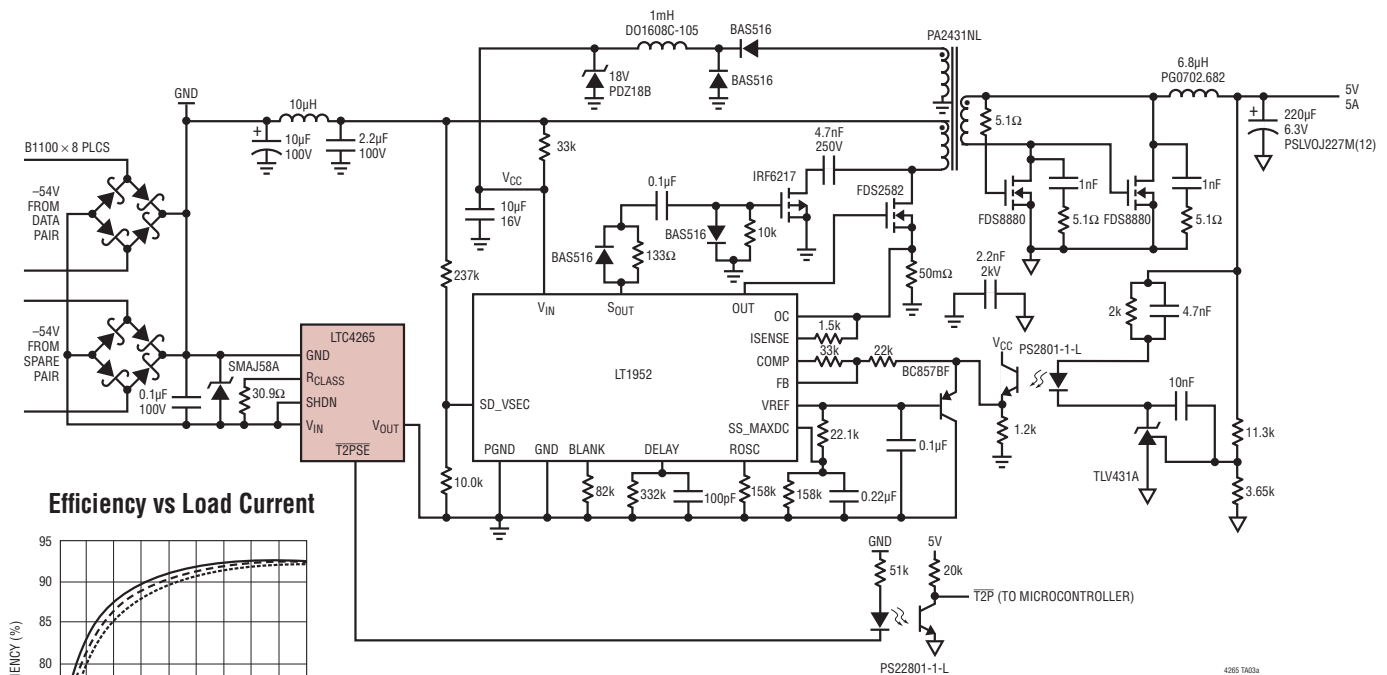 1mH
DO1608C-105
BAS516
PA2431NL
18V
PDZ18B
BAS516
6.8µH
PG0702.682
5V
5A
GND
10µH
+
10µF
100V
2.2µF
100V
33k
4.7nF
250V
5.1Ω
+
220µF
6.3V
PSLVOJ227M(12)
B1100 × 8 PLCS
–54V
FROM
DATA
PAIR
VCC
10µF
16V
0.1µF
IRF6217
FDS2582
1nF
1nF
FDS8880
5.1Ω
FDS8880
5.1Ω
BAS516
10k
BAS516
133Ω
237k
50mΩ
2.2nF
2kV
–54V
FROM
SPARE
PAIR
VIN
SOUT
OUT
OC
ISENSE
COMP
FB
VREF
SS_MAXDC
LT1952
SD_VSEC
PGND
GND
BLANK
DELAY
ROSC
1.5k
33k
22k
BC857BF
VCC
PS2801-1-L
2k
4.7nF
10nF
LTC4265
GND
RCLASS
SHDN
VIN
VOUT
T2PSE
SMAJ58A
30.9Ω
0.1µF
100V
22.1k
0.1µF
1.2k
11.3k
TLV431A
3.65k
10.0k
82k
332k
100pF
158k
158k
0.22µF
Efficiency vs Load Current
95
90
85
80
GND
5V
51k
20k
T2P (TO MICROCONTROLLER)
PS22801-1-L
4265 TA03a